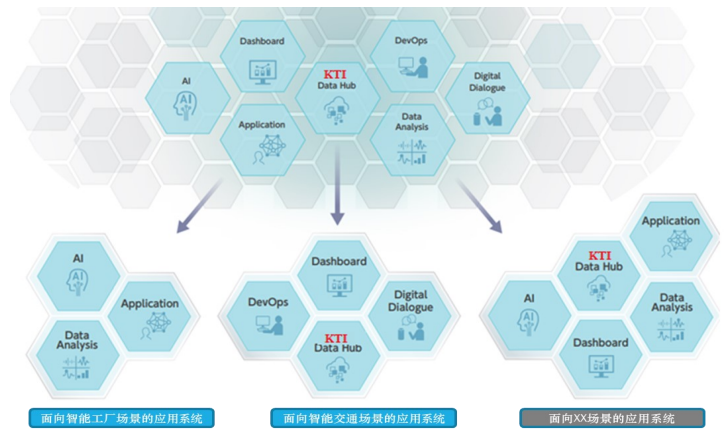 Dashboard
DevOps
AI
KTI
Data Hub
Digital
Dialogue
Application
Data
Analysis
AI
AI
Application
Data
Analysis
Dashboard
DevOps
Digital
Dialogue
KTI
Data Hub
Application
KTI
Data Hub
AI
Data
Analysis
Dashboard
AI
AI
面向智能工厂场景的应用系统
面向智能交通场景的应用系统
面向XX场景的应用系统